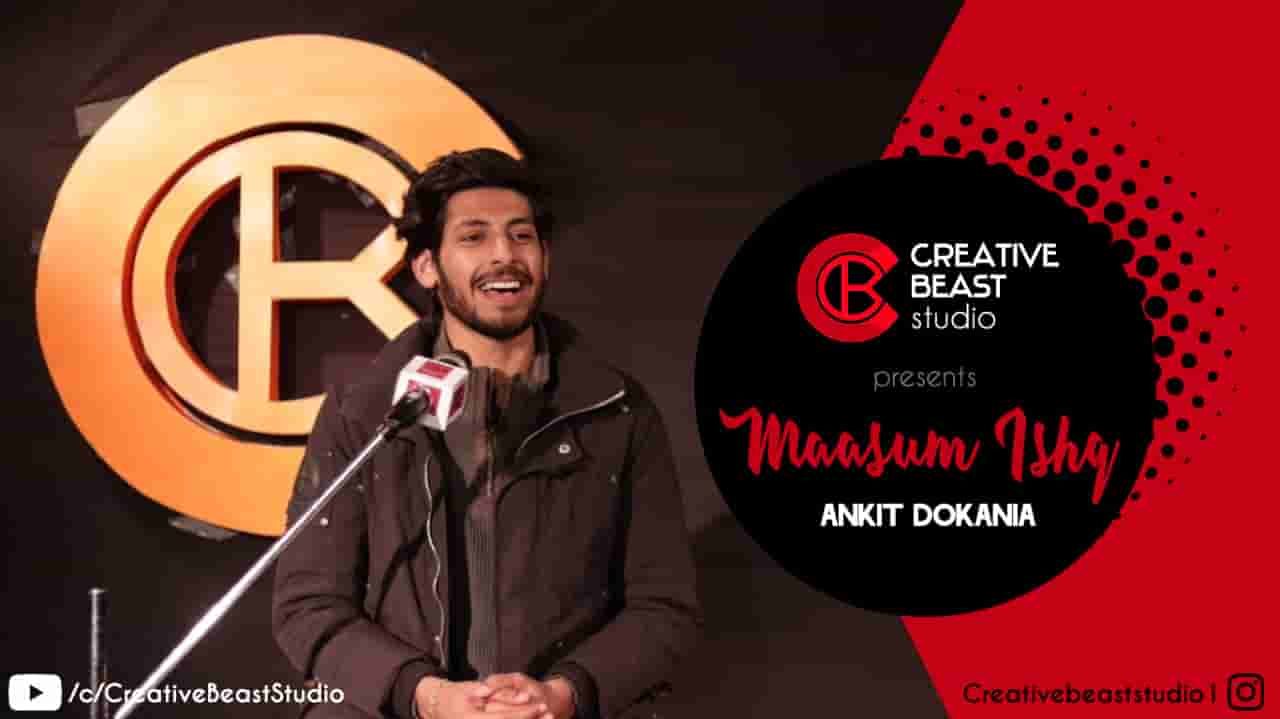 CREATIVE
BEAST
studio
presents
Maasum Ishq
ANKIT DOKANIA
/c/CreativeBeastStudio
Creativebeaststudio1